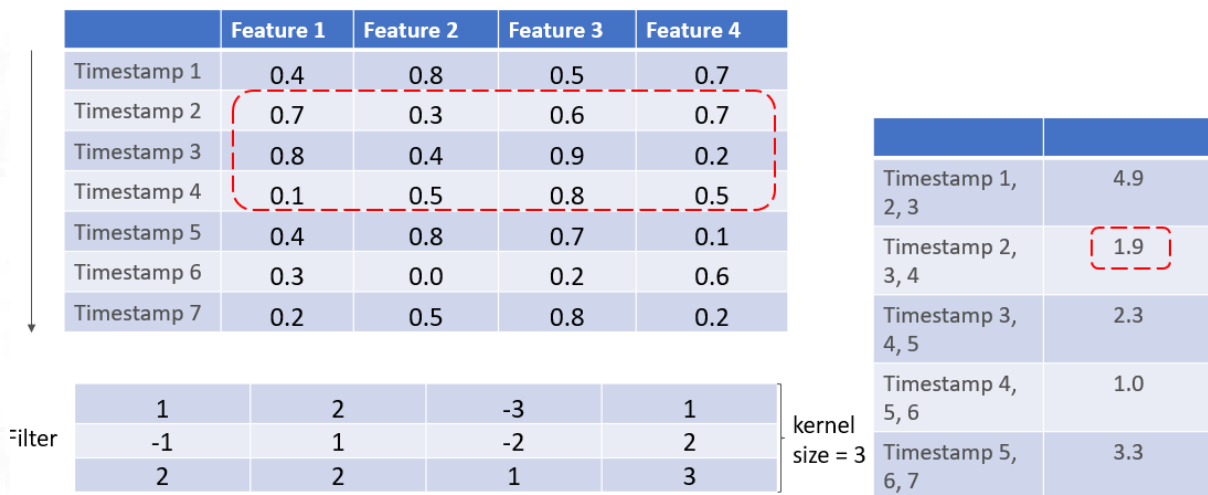 Feature 1 Feature 2 Feature 3 Feature 4
Timestamp 1 0.4 0.8 0.5 0.7
Timestamp 2 0.7 0.3 0.6 0.7
Timestamp 3 0.8 0.4 0.9 0.2
Timestamp 4 0.1 0.5 0.8 0.5
Timestamp 5 0.4 0.8 0.7 0.1
Timestamp 6 0.3 0.0 0.2 0.6
Timestamp 7 0.2 0.5 0.8 0.2
Filter
1 2 -3 1
-1 1 -2 2
2 2 1 3
kernel
size = 3
Timestamp 1, 4.9
2, 3
Timestamp 2, 1.9
3, 4
Timestamp 3, 2.3
4, 5
Timestamp 4, 1.0
5, 6
Timestamp 5, 3.3
6, 7